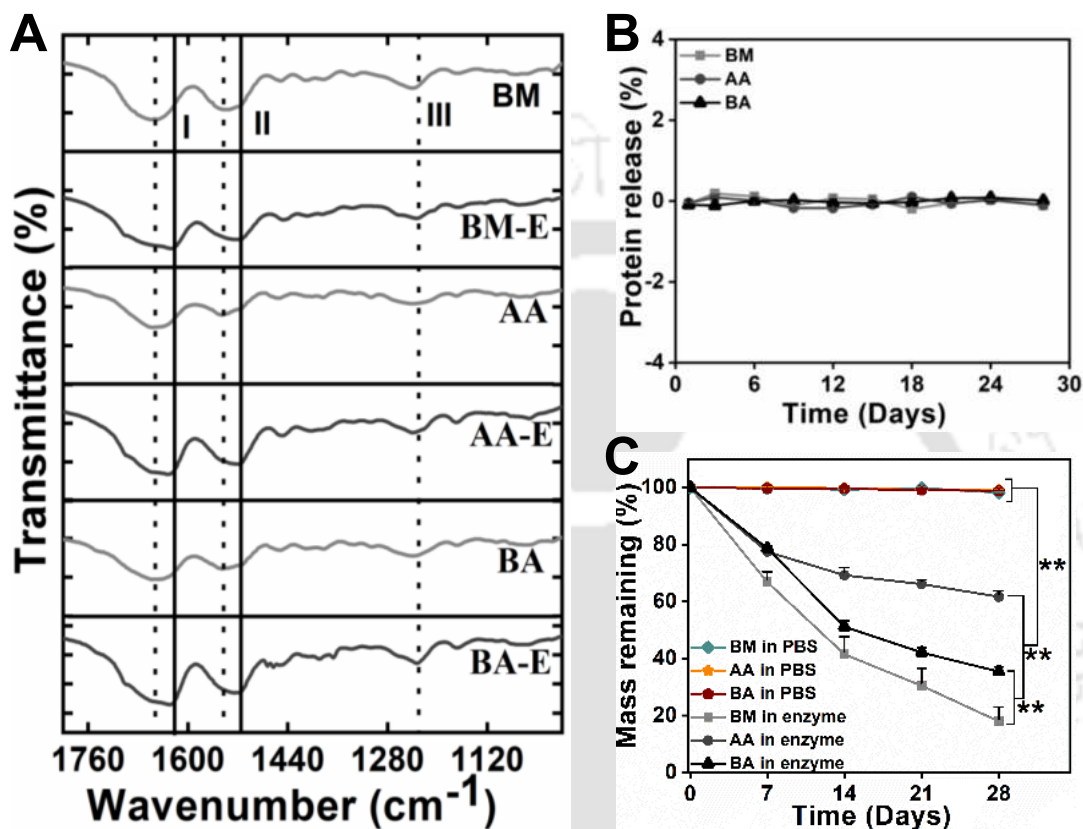 A
Transmittance (%)
I
II
III
BM
BM-E
AA
AA-E
BA
BA-E
1760
1600
1440
1280
1120
Wavenumber (cm-1)
B
Protein release (%)
4
2
0
-2
-4
BM
AA
BA
0
6
12
18
24
30
Time (Days)
C
Mass remaining (%)
100
80
60
40
20
0
BM in PBS
AA in PBS
BA in PBS
BM in enzyme
AA in enzyme
BA in enzyme
**
**
**
0
7
14
21
28
Time (Days)